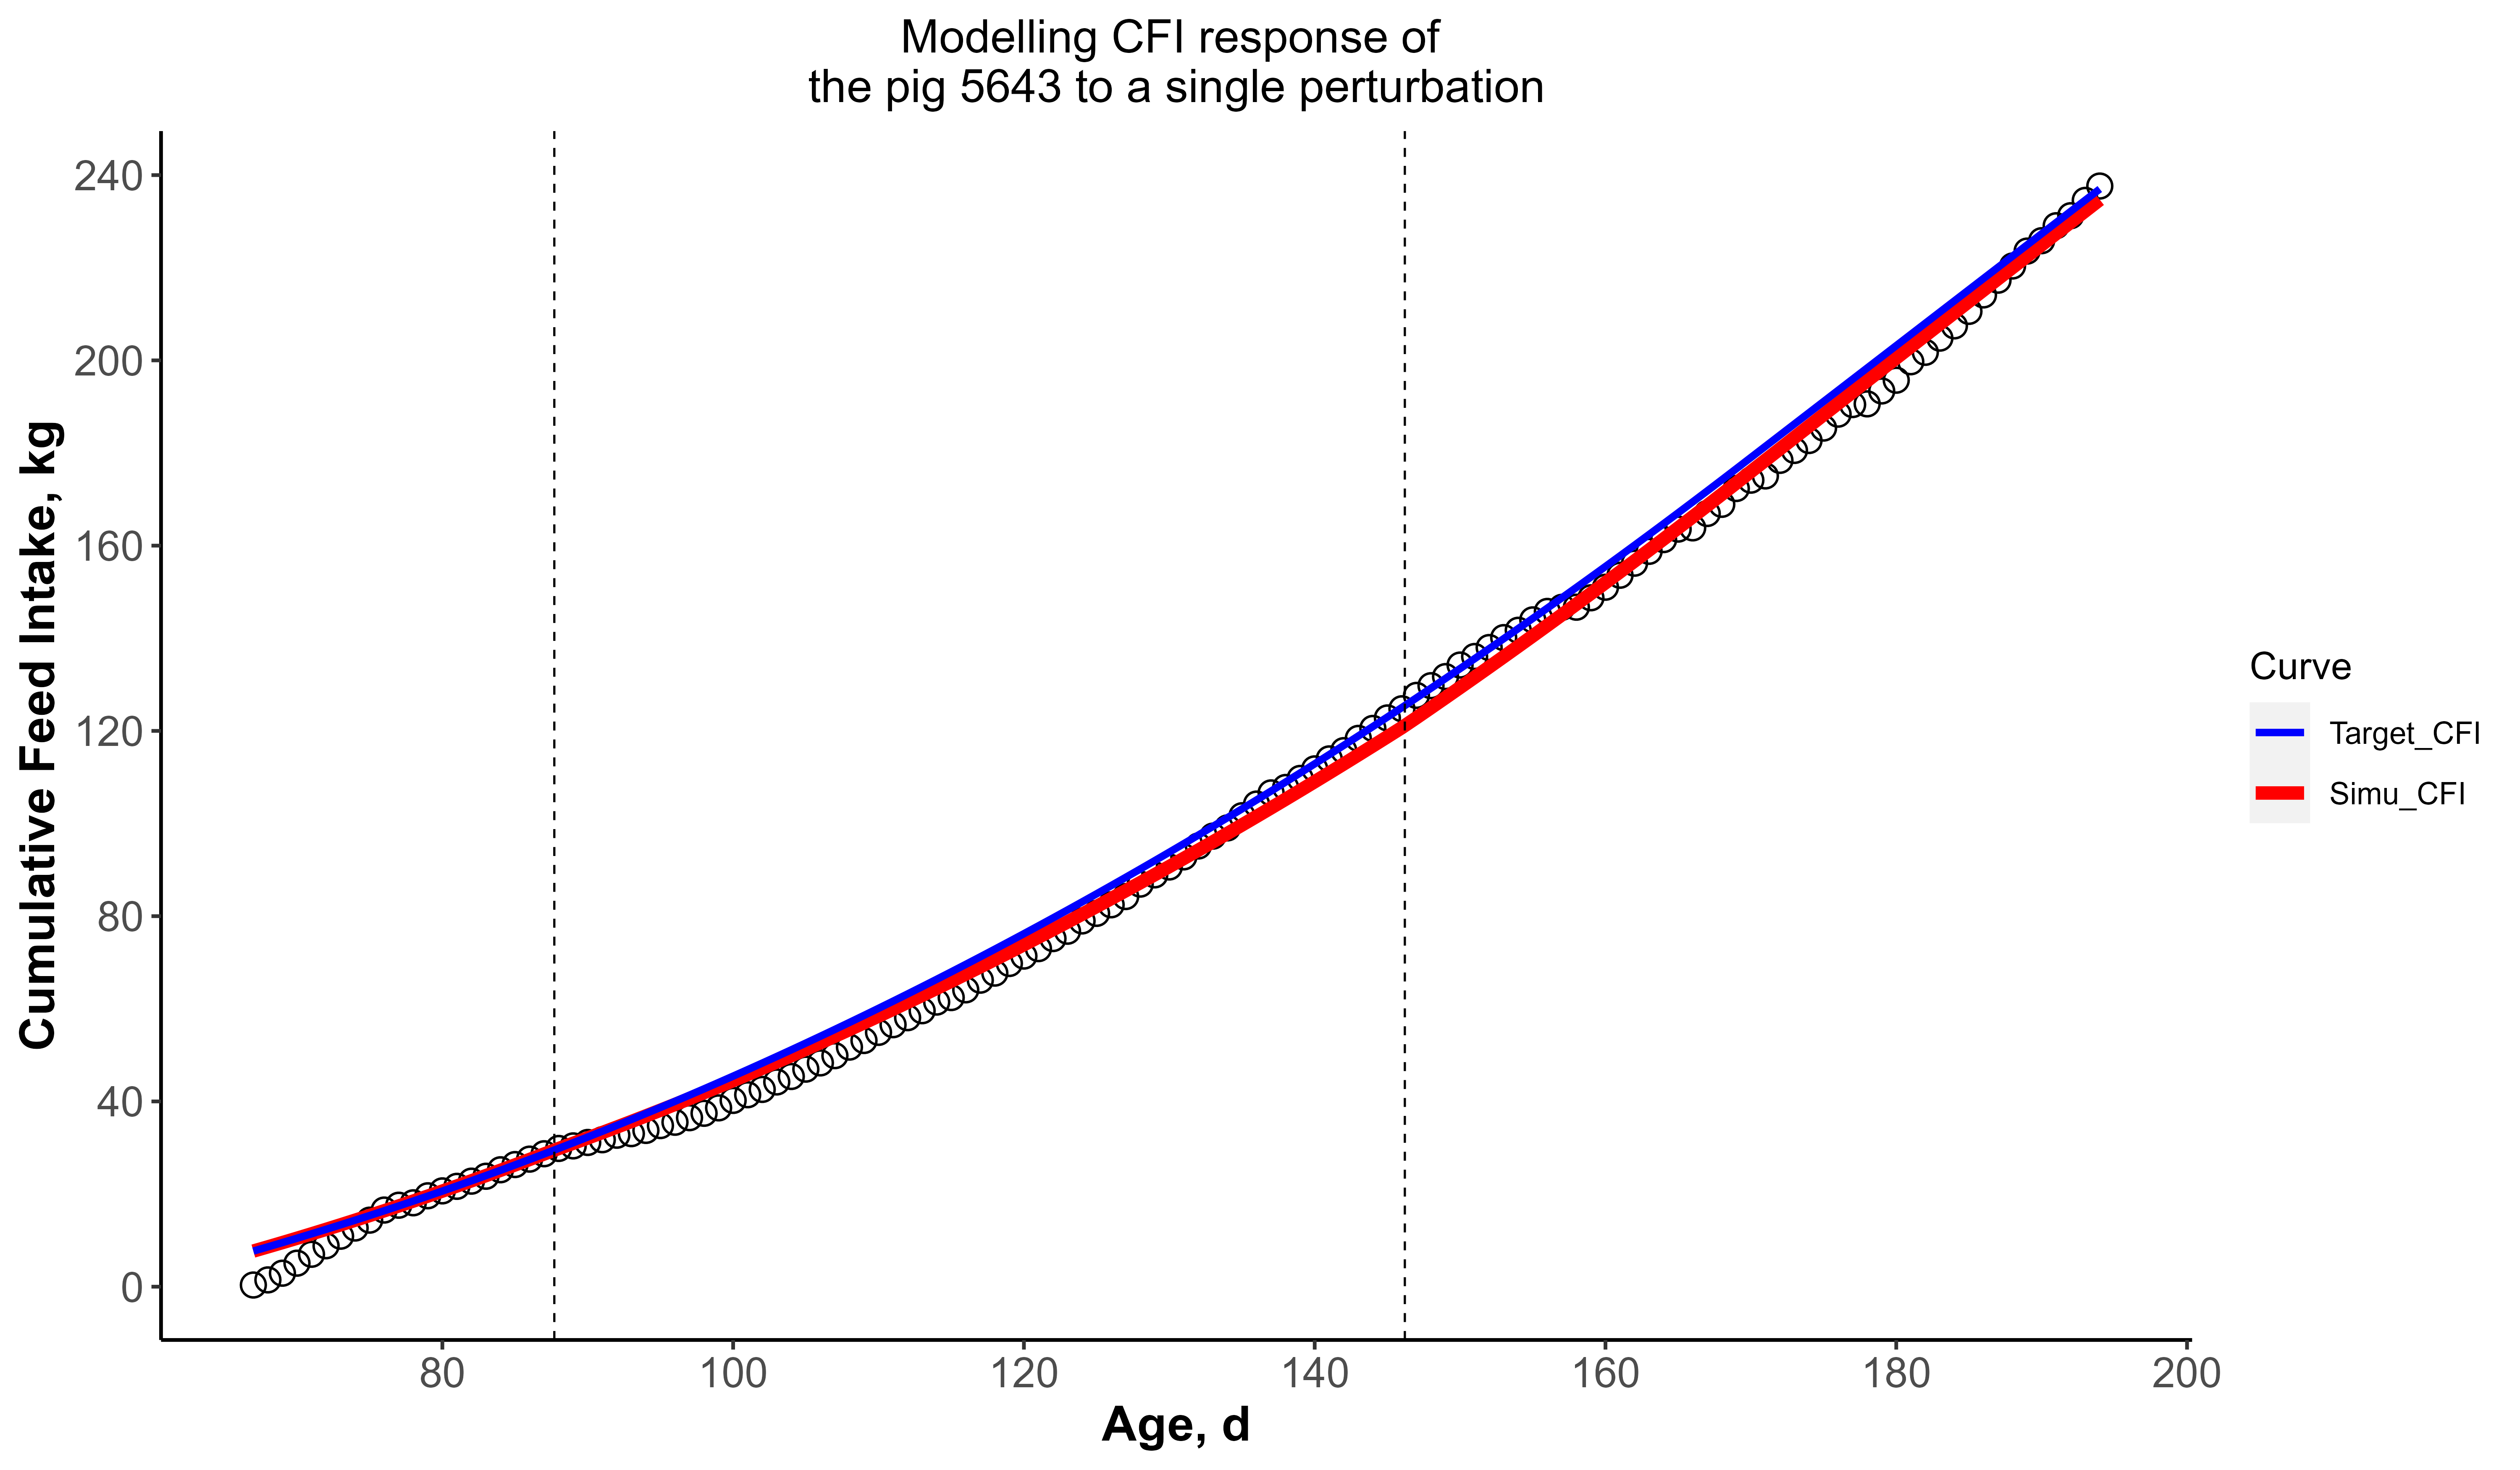 Modelling CFI response of
the pig 5643 to a single perturbation
240
200
160
120
80
40
0
Cumulative Feed Intake, kg
80 100 120 140 160 180 200
Age, d
Curve
Target_CFI
Simu_CFI